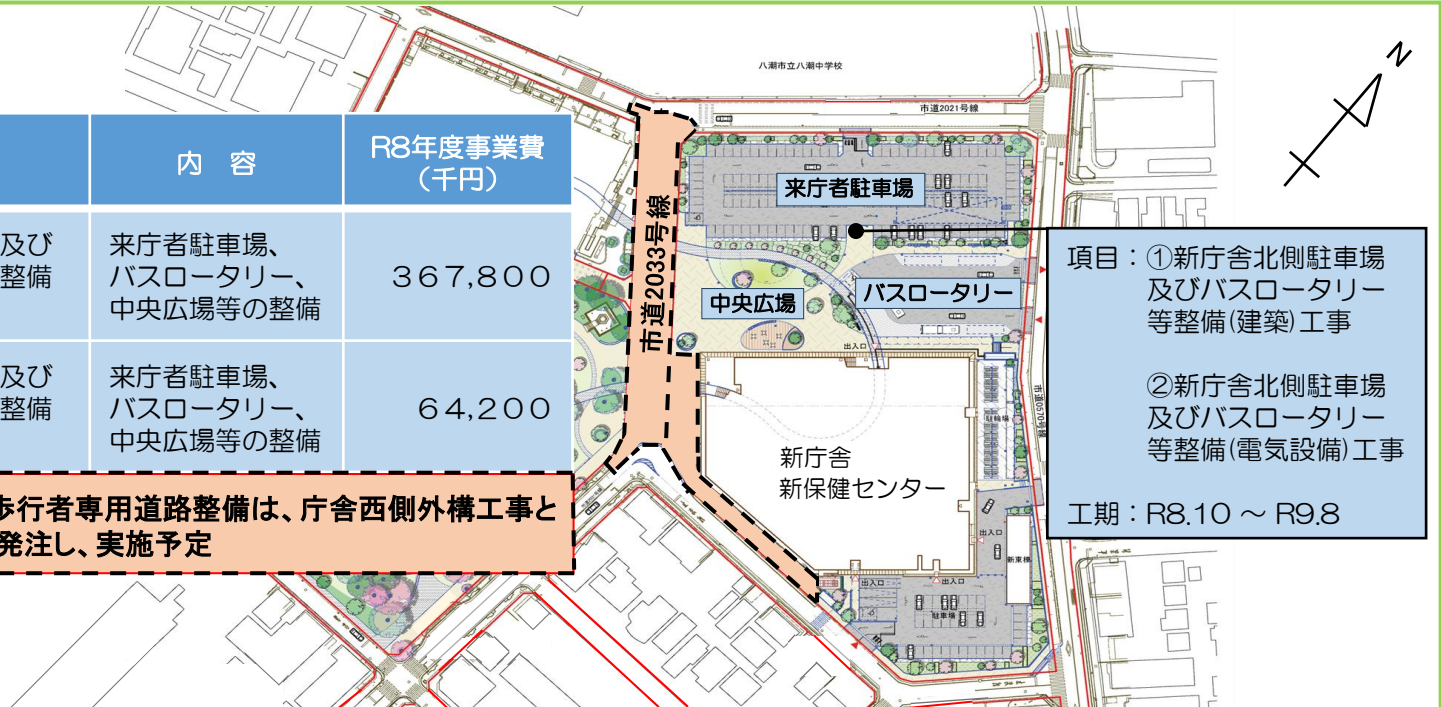 八潮市立八潮中学校
市道2021号線
内 容
R8年度事業費
（千円）
及び
整備
来庁者駐車場、
バスロータリー、
中央広場等の整備
367,800
及び
整備
来庁者駐車場、
バスロータリー、
中央広場等の整備
64,200
歩行者専用道路整備は、庁舎西側外構工事と
発注し、実施予定
市道2033号線
来庁者駐車場
中央広場
バスロータリー
出入口
新庁舎
新保健センター
駐輪場
市道0570号線
出入口
新東棟
出入口
出入口
駐車場
N
項目：①新庁舎北側駐車場
及びバスロータリー
等整備(建築)工事
②新庁舎北側駐車場
及びバスロータリー
等整備(電気設備)工事
工期：R8.10 ～ R9.8